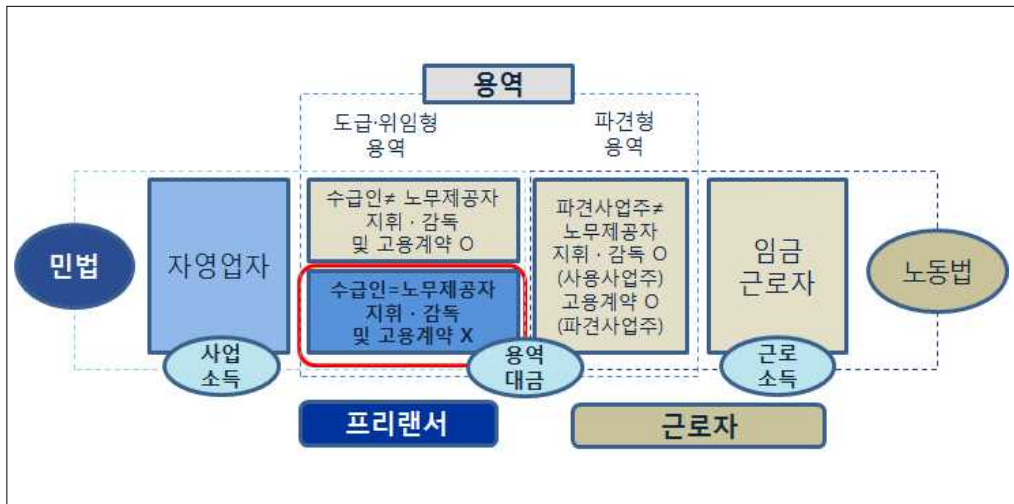 용역
도급·위임형
용역
파견형
용역
민법
자영업자
사업
소득
수급인≠ 노무제공자
지휘 · 감독
및 고용계약 O
수급인=노무제공자
지휘 · 감독
및 고용계약 X
파견사업주≠
노무제공자
지휘 · 감독 O
(사용사업주)
고용계약 O
(파견사업주)
용역
대금
임금
근로자
근로
소득
노동법
프리랜서
근로자